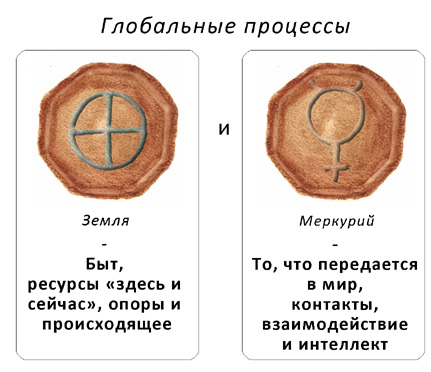 Глобальные процессы
Земля
-
Быт,
ресурсы «здесь и
сейчас», опоры и
происходящее
и
Меркурий
-
То, что передается
в мир,
контакты,
взаимодействие
и интеллект